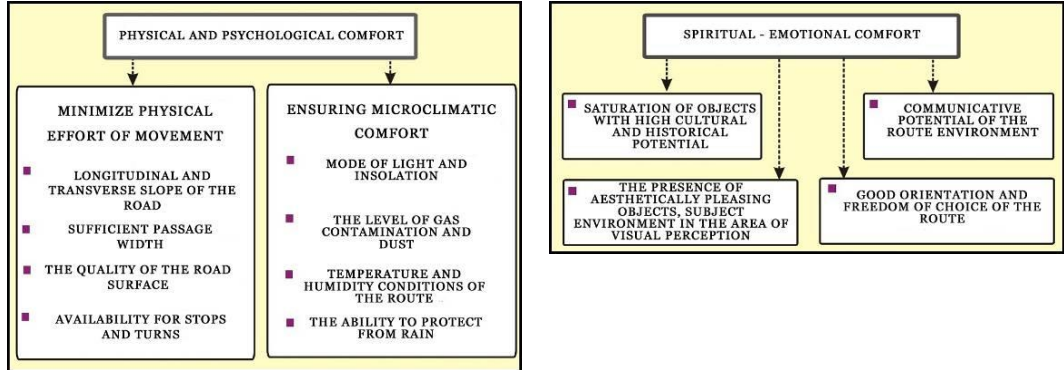 PHYSICAL AND PSYCHOLOGICAL COMFORT
MINIMIZE PHYSICAL
EFFORT OF MOVEMENT
LONGITUDINAL AND
TRANSVERSE SLOPE OF THE
ROAD
SUFFICIENT PASSAGE
WIDTH
THE QUALITY OF THE ROAD
SURFACE
AVAILABILITY FOR STOPS
AND TURNS
ENSURING MICROCLIMATIC
COMFORT
MODE OF LIGHT AND
INSOLATION
THE LEVEL OF GAS
CONTAMINATION AND
DUST
TEMPERATURE AND
HUMIDITY CONDITIONS OF
THE ROUTE
THE ABILITY TO PROTECT
FROM RAIN
SPIRITUAL - EMOTIONAL COMFORT
SATURATION OF OBJECTS
WITH HIGH CULTURAL
AND HISTORICAL
POTENTIAL
COMMUNICATIVE
POTENTIAL OF THE
ROUTE ENVIRONMENT
THE PRESENCE OF
AESTHETICALLY PLEASING
OBJECTS, SUBJECT
ENVIRONMENT IN THE AREA OF
VISUAL PERCEPTION
GOOD ORIENTATION AND
FREEDOM OF CHOICE OF THE
ROUTE